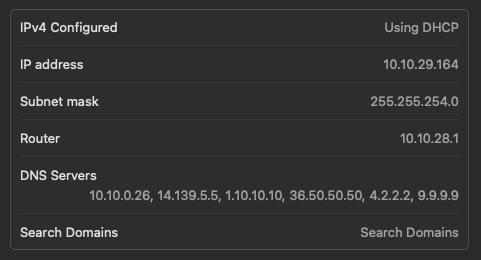 IPv4 Configured Using DHCP
IP address 10.10.29.164
Subnet mask 255.255.254.0
Router 10.10.28.1
DNS Servers
10.10.0.26, 14.139.5.5, 1.10.10.10, 36.50.50.50, 4.2.2.2, 9.9.9.9
Search Domains Search Domains